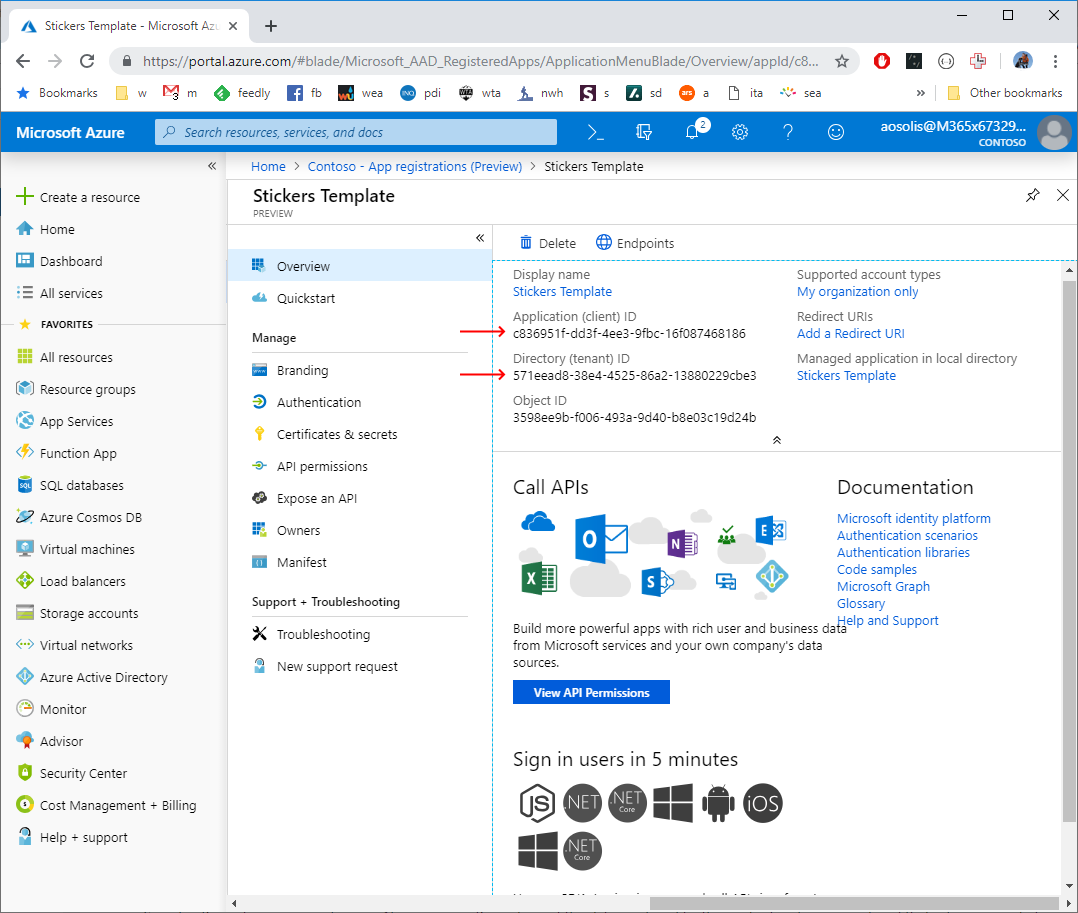 Stickers Template - Microsoft Azu
https://portal.azure.com/#blade/Microsoft_AAD_RegisteredApps/ApplicationMenuBlade/Overview/appId/c8...
Bookmarks w m feedly fb wea pdi wta nwh s sd a ita sea » Other bookmarks
Microsoft Azure
Search resources, services, and docs
2
aosolis@M365x67329...
CONTOSO
Home > Contoso - App registrations (Preview) > Stickers Template
Stickers Template
PREVIEW
Create a resource
Home
Dashboard
All services
FAVORITES
All resources
Resource groups
App Services
Function App
SQL databases
Azure Cosmos DB
Virtual machines
Load balancers
Storage accounts
Virtual networks
Azure Active Directory
Monitor
Advisor
Security Center
Cost Management + Billing
Help + support
Overview
Quickstart
Manage
Branding
Authentication
Certificates & secrets
API permissions
Expose an API
Owners
Manifest
Support + Troubleshooting
Troubleshooting
New support request
Delete Endpoints
Display name
Stickers Template
Application (client) ID
c836951f-dd3f-4ee3-9fbc-16f087468186
Directory (tenant) ID
571eead8-38e4-4525-86a2-13880229cbe3
Object ID
3598ee9b-f006-493a-9d40-b8e03c19d24b
Supported account types
My organization only
Redirect URIs
Add a Redirect URI
Managed application in local directory
Stickers Template
Call APIs
Build more powerful apps with rich user and business data
from Microsoft services and your own company's data
sources.
View API Permissions
Documentation
Microsoft identity platform
Authentication scenarios
Authentication libraries
Code samples
Microsoft Graph
Glossary
Help and Support
Sign in users in 5 minutes
JS .NET .NET Core iOS
.NET Core